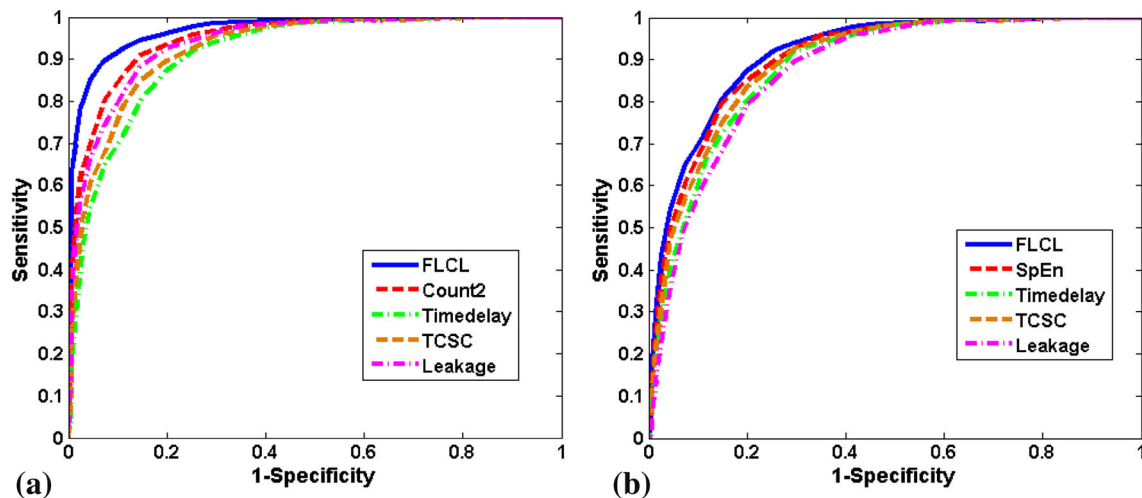 1
0.9
0.8
0.7
0.6
0.5
0.4
0.3
0.2
0.1
0
Sensitivity
FLCL
Count2
Timedelay
TCSC
Leakage
0 0.2 0.4 0.6 0.8 1
1-Specificity
(a)
1
0.9
0.8
0.7
0.6
0.5
0.4
0.3
0.2
0.1
0
Sensitivity
FLCL
SpEn
Timedelay
TCSC
Leakage
0 0.2 0.4 0.6 0.8 1
1-Specificity
(b)